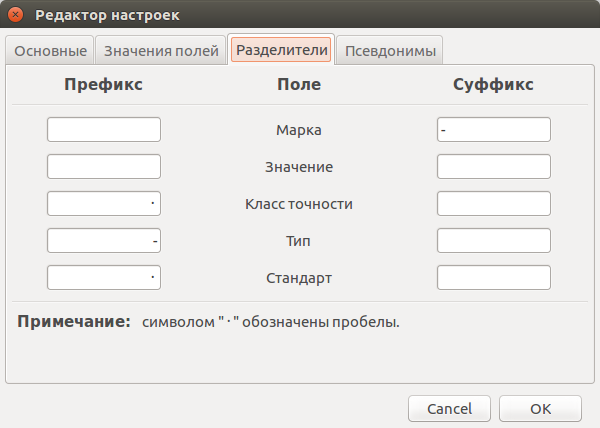 Редактор настроек
Основные Значения полей Разделители Псевдонимы
Префикс Поле Суффикс
Марка -
Значение
· Класс точности
- Тип
· Стандарт
Примечание: символом "·" обозначены пробелы.
Cancel OK